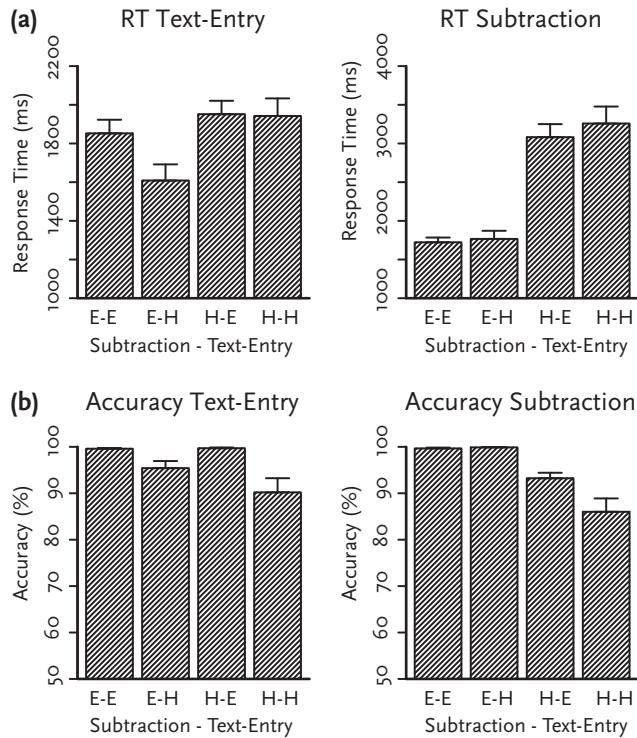 (a) RT Text-Entry
Response Time (ms)
1000 1400 1800 2200
E-E E-H H-E H-H
Subtraction - Text-Entry
RT Subtraction
Response Time (ms)
1000 2000 3000 4000
E-E E-H H-E H-H
Subtraction - Text-Entry
(b) Accuracy Text-Entry
Accuracy (%)
50 60 70 80 90 100
E-E E-H H-E H-H
Subtraction - Text-Entry
Accuracy Subtraction
Accuracy (%)
50 60 70 80 90 100
E-E E-H H-E H-H
Subtraction - Text-Entry